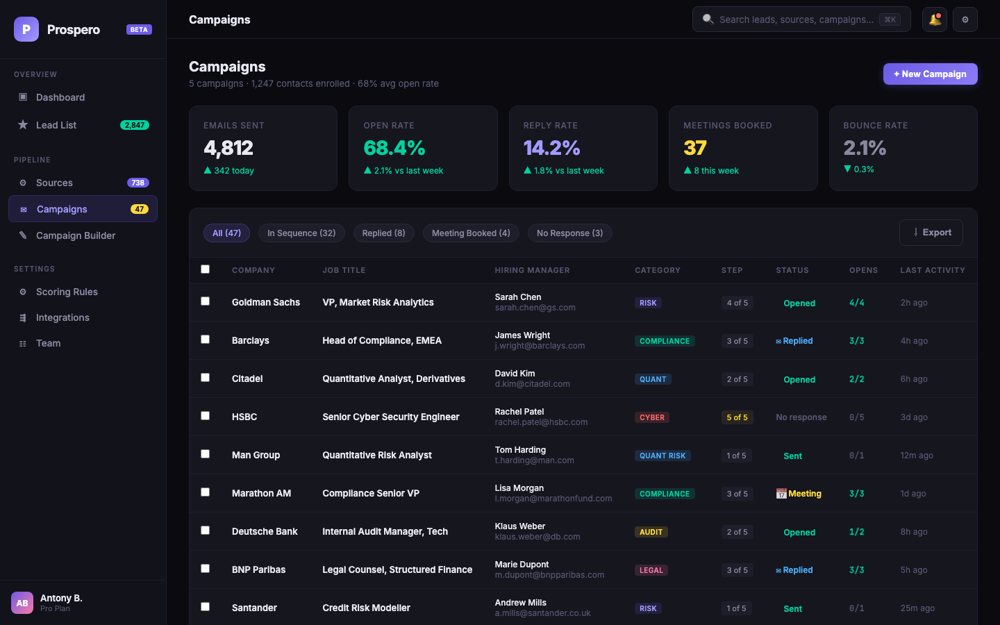 P Prospero BETA
OVERVIEW
Dashboard
Lead List 2,847
PIPELINE
Sources 738
Campaigns 47
Campaign Builder
SETTINGS
Scoring Rules
Integrations
Team
AB Antony B.
Pro Plan
Campaigns
Search leads, sources, campaigns... ⌘K
Campaigns
5 campaigns · 1,247 contacts enrolled · 68% avg open rate
+ New Campaign
EMAILS SENT
4,812
▲ 342 today
OPEN RATE
68.4%
▲ 2.1% vs last week
REPLY RATE
14.2%
▲ 1.8% vs last week
MEETINGS BOOKED
37
▲ 8 this week
BOUNCE RATE
2.1%
▼ 0.3%
All (47) In Sequence (32) Replied (8) Meeting Booked (4) No Response (3) Export
COMPANY JOB TITLE HIRING MANAGER CATEGORY STEP STATUS OPENS LAST ACTIVITY
Goldman Sachs VP, Market Risk Analytics Sarah Chen RISK 4 of 5 Opened 4/4 2h ago
sarah.chen@gs.com
Barclays Head of Compliance, EMEA James Wright COMPLIANCE 3 of 5 Replied 3/3 4h ago
j.wright@barclays.com
Citadel Quantitative Analyst, Derivatives David Kim QUANT 2 of 5 Opened 2/2 6h ago
d.kim@citadel.com
HSBC Senior Cyber Security Engineer Rachel Patel CYBER 5 of 5 No response 0/5 3d ago
rachel.patel@hsbc.com
Man Group Quantitative Risk Analyst Tom Harding QUANT RISK 1 of 5 Sent 0/1 12m ago
t.harding@man.com
Marathon AM Compliance Senior VP Lisa Morgan COMPLIANCE 3 of 5 17 Meeting 3/3 1d ago
l.morgan@marathonfund.com
Deutsche Bank Internal Audit Manager, Tech Klaus Weber AUDIT 2 of 5 Opened 1/2 8h ago
klaus.weber@db.com
BNP Paribas Legal Counsel, Structured Finance Marie Dupont LEGAL 3 of 5 Replied 3/3 5h ago
m.dupont@bnpparibas.com
Santander Credit Risk Modeller Andrew Mills RISK 1 of 5 Sent 0/1 25m ago
a.mills@santander.co.uk